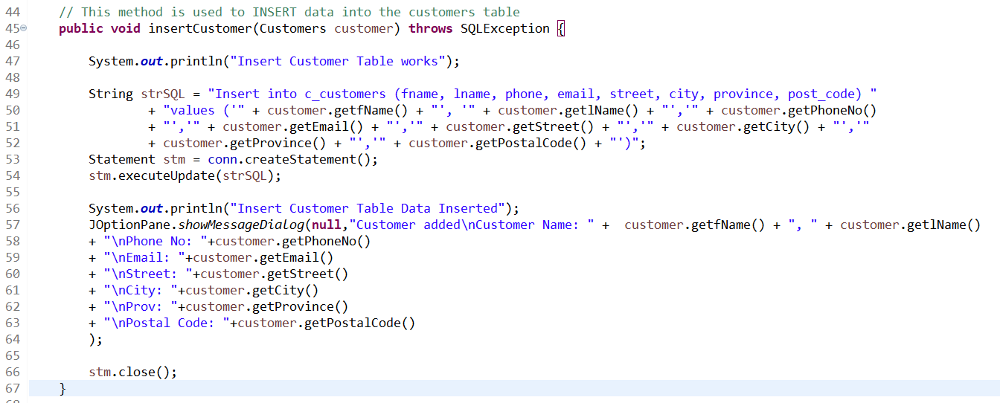 44 // This method is used to INSERT data into the customers table
45 public void insertCustomer(Customers customer) throws SQLException {
46
47 System.out.println("Insert Customer Table works");
48
49 String strSQL = "Insert into c_customers (fname, lname, phone, email, street, city, province, post_code) "
50 + "values ('" + customer.getfName() + "', '" + customer.getlName() + "','" + customer.getPhoneNo()
51 + "','" + customer.getEmail() + "','" + customer.getStreet() + "','" + customer.getCity() + "','"
52 + customer.getProvince() + "','" + customer.getPostalCode() + "')";
53 Statement stm = conn.createStatement();
54 stm.executeUpdate(strSQL);
55
56 System.out.println("Insert Customer Table Data Inserted");
57 JOptionPane.showMessageDialog(null,"Customer added\nCustomer Name: " +  customer.getfName() + ", " + customer.getlName()
58 + "\nPhone No: "+customer.getPhoneNo()
59 + "\nEmail: "+customer.getEmail()
60 + "\nStreet: "+customer.getStreet()
61 + "\nCity: "+customer.getCity()
62 + "\nProv: "+customer.getProvince()
63 + "\nPostal Code: "+customer.getPostalCode()
64 );
65
66 stm.close();
67 }